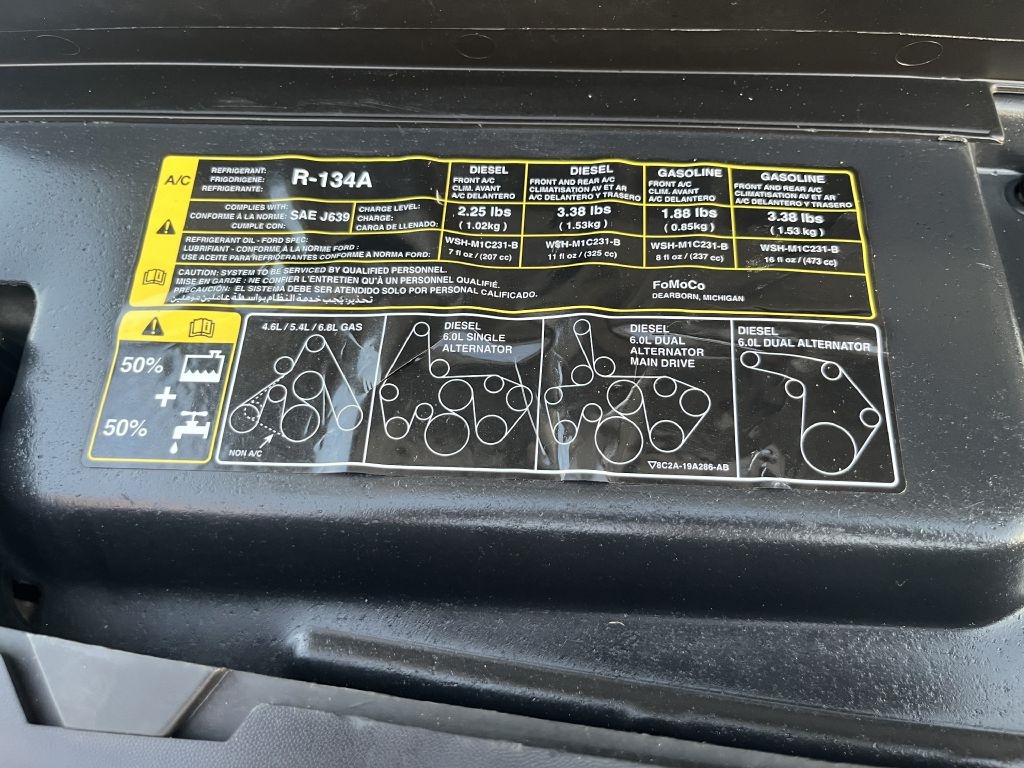 A/C
REFRIGERANT:
FRIGORIGENE:
REFRIGERANTE:
R-134A
DIESEL
FRONT A/C
CLIM. AVANT
A/C DELANTERO
DIESEL
FRONT AND REAR A/C
CLIMATISATION AV ET AR
A/C DELANTERO Y TRASERO
GASOLINE
FRONT A/C
CLIM. AVANT
A/C DELANTERO
GASOLINE
FRONT AND REAR A/C
CLIMATISATION AV ET AR
A/C DELANTERO Y TRASERO
COMPLIES WITH:
CONFORME À LA NORME:
CUMPLE CON:
SAE J639
CHARGE LEVEL:
CHARGE:
CARGA DE LLENADO:
2.25 lbs
(1.02kg)
3.38 lbs
(1.53kg)
1.88 lbs
(0.85kg)
3.38 lbs
(1.53 kg)
REFRIGERANT OIL - FORD SPEC:
LUBRIFIANT - CONFORME À LA NORME FORD :
USE ACEITE PARA REFRIGERANTES CONFORME A NORMA FORD:
WSH-M1C231-B
7 fl oz / (207 cc)
WSH-M1C231-B
11 fl oz / (325 cc)
WSH-M1C231-B
8 fl oz / (237 cc)
WSH-M1C231-B
16 fl oz / (473 cc)
CAUTION: SYSTEM TO BE SERVICED BY QUALIFIED PERSONNEL.
MISE EN GARDE : NE CONFIER L'ENTRETIEN QU'À UN PERSONNEL QUALIFIÉ.
PRECAUCIÓN: EL SISTEMA DEBE SER ATENDIDO SOLO POR PERSONAL CALIFICADO.
تحذير: يُجب خدمة النظام بواسطة عاملين مؤهلين
FoMoCo
DEARBORN, MICHIGAN
50%
+
50%
4.6L / 5.4L / 6.8L GAS
NON A/C
DIESEL
6.0L SINGLE
ALTERNATOR
DIESEL
6.0L DUAL
ALTERNATOR
MAIN DRIVE
8C2A-19A286-AB
DIESEL
6.0L DUAL ALTERNATOR